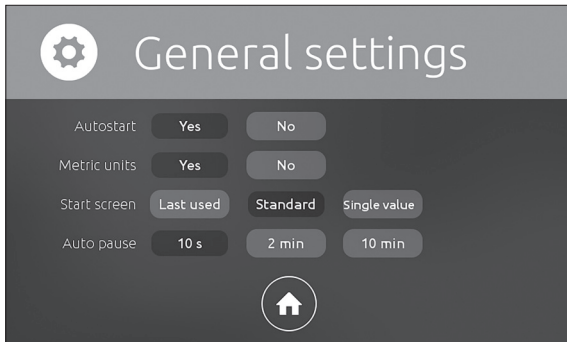 General settings
Autostart Yes No
Metric units Yes No
Start screen Last used Standard Single value
Auto pause 10 s 2 min 10 min